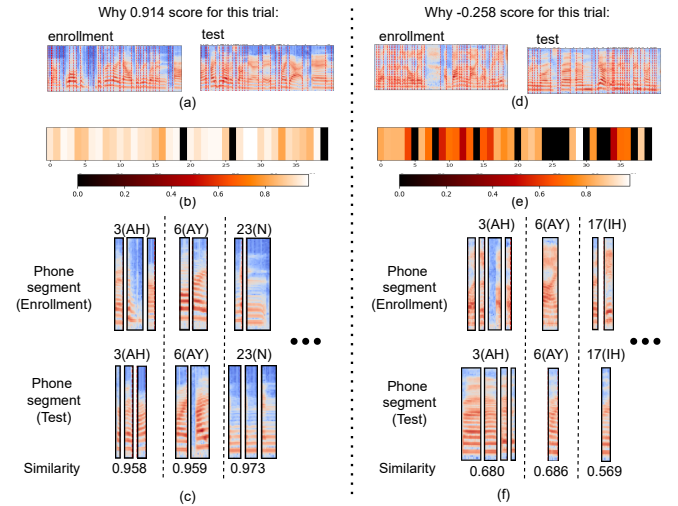 Why 0.914 score for this trial:
enrollment
test
(a)
0 5 10 15 20 25 30 35
0.0 0.2 0.4 0.6 0.8
(b)
3(AH) 6(AY) 23(N)
Phone
segment
(Enrollment)
3(AH) 6(AY) 23(N)
Phone
segment
(Test)
Similarity 0.958 0.959 0.973
(c)
Why -0.258 score for this trial:
enrollment
test
(d)
0 5 10 15 20 25 30 35
0.0 0.2 0.4 0.6 0.8
(e)
3(AH) 6(AY) 17(IH)
Phone
segment
(Enrollment)
3(AH) 6(AY) 17(IH)
Phone
segment
(Test)
Similarity 0.680 0.686 0.569
(f)